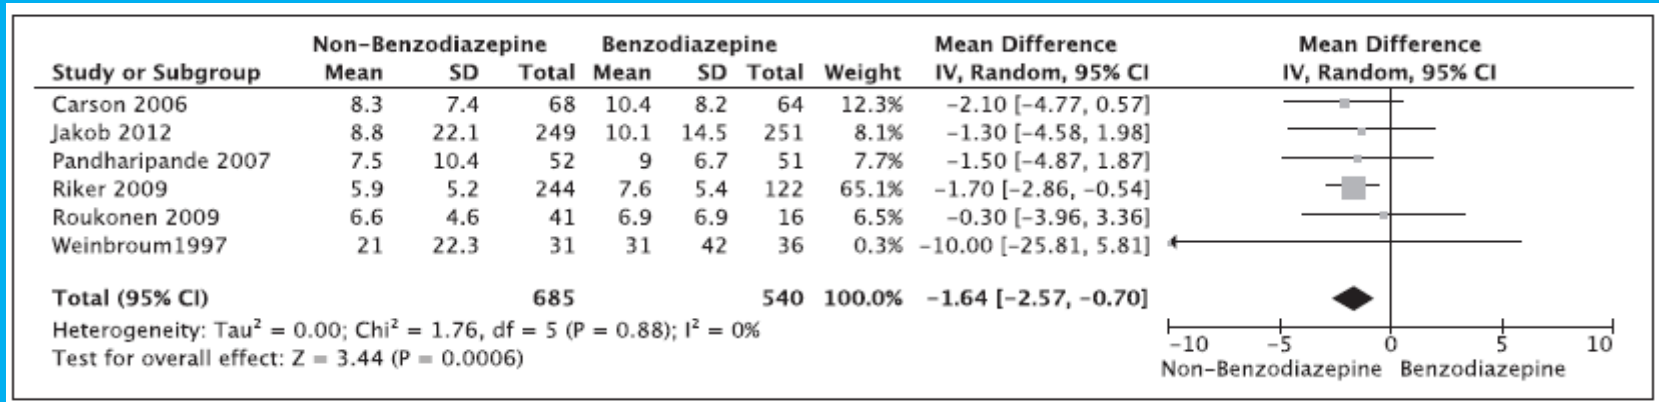 Non-Benzodiazepine Benzodiazepine Mean Difference Mean Difference
Study or Subgroup Mean SD Total Mean SD Total Weight IV, Random, 95% CI IV, Random, 95% CI
Carson 2006 8.3 7.4 68 10.4 8.2 64 12.3% −2.10 [−4.77, 0.57]
Jakob 2012 8.8 22.1 249 10.1 14.5 251 8.1% −1.30 [−4.58, 1.98]
Pandharipande 2007 7.5 10.4 52 9 6.7 51 7.7% −1.50 [−4.87, 1.87]
Riker 2009 5.9 5.2 244 7.6 5.4 122 65.1% −1.70 [−2.86, −0.54]
Roukonen 2009 6.6 4.6 41 6.9 6.9 16 6.5% −0.30 [−3.96, 3.36]
Weinbroum1997 21 22.3 31 31 42 36 0.3% −10.00 [−25.81, 5.81]
Total (95% CI) 685 540 100.0% −1.64 [−2.57, −0.70]
Heterogeneity: Tau² = 0.00; Chi² = 1.76, df = 5 (P = 0.88); I² = 0%
Test for overall effect: Z = 3.44 (P = 0.0006)
−10 −5 0 5 10
Non-Benzodiazepine Benzodiazepine